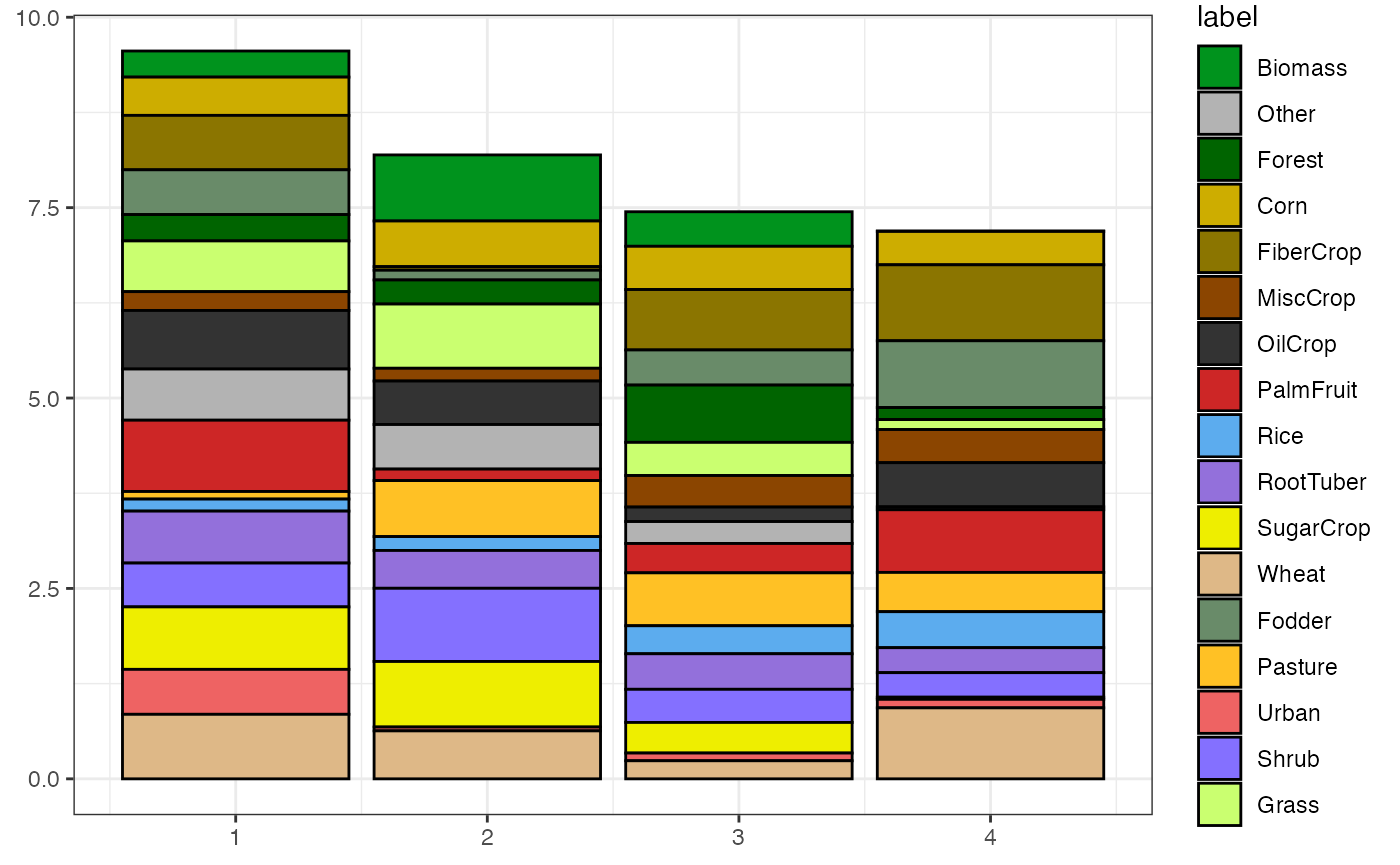 10.0
7.5
5.0
2.5
0.0
1 2 3 4
label
Biomass
Other
Forest
Corn
FiberCrop
MiscCrop
OilCrop
PalmFruit
Rice
RootTuber
SugarCrop
Wheat
Fodder
Pasture
Urban
Shrub
Grass